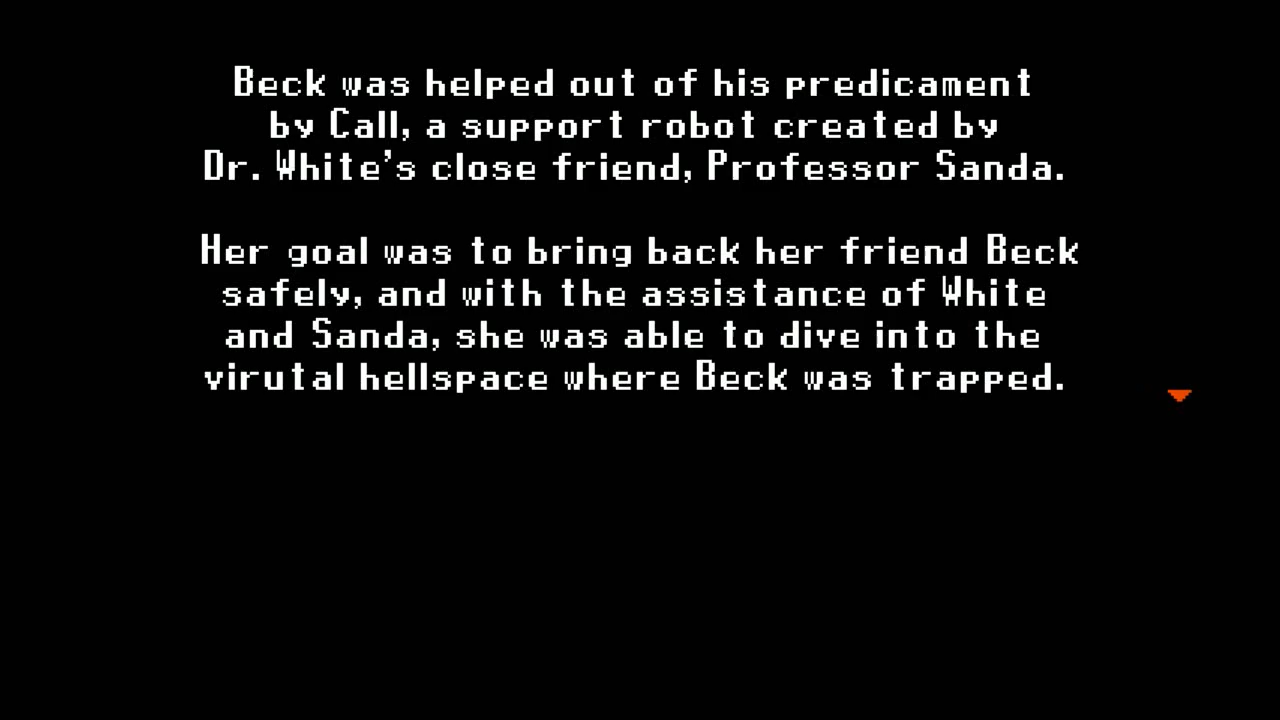 Beck was helped out of his predicament
by Call, a support robot created by
Dr. White's close friend, Professor Sanda.
Her goal was to bring back her friend Beck
safely, and with the assistance of White
and Sanda, she was able to dive into the
virutal hellspace where Beck was trapped.